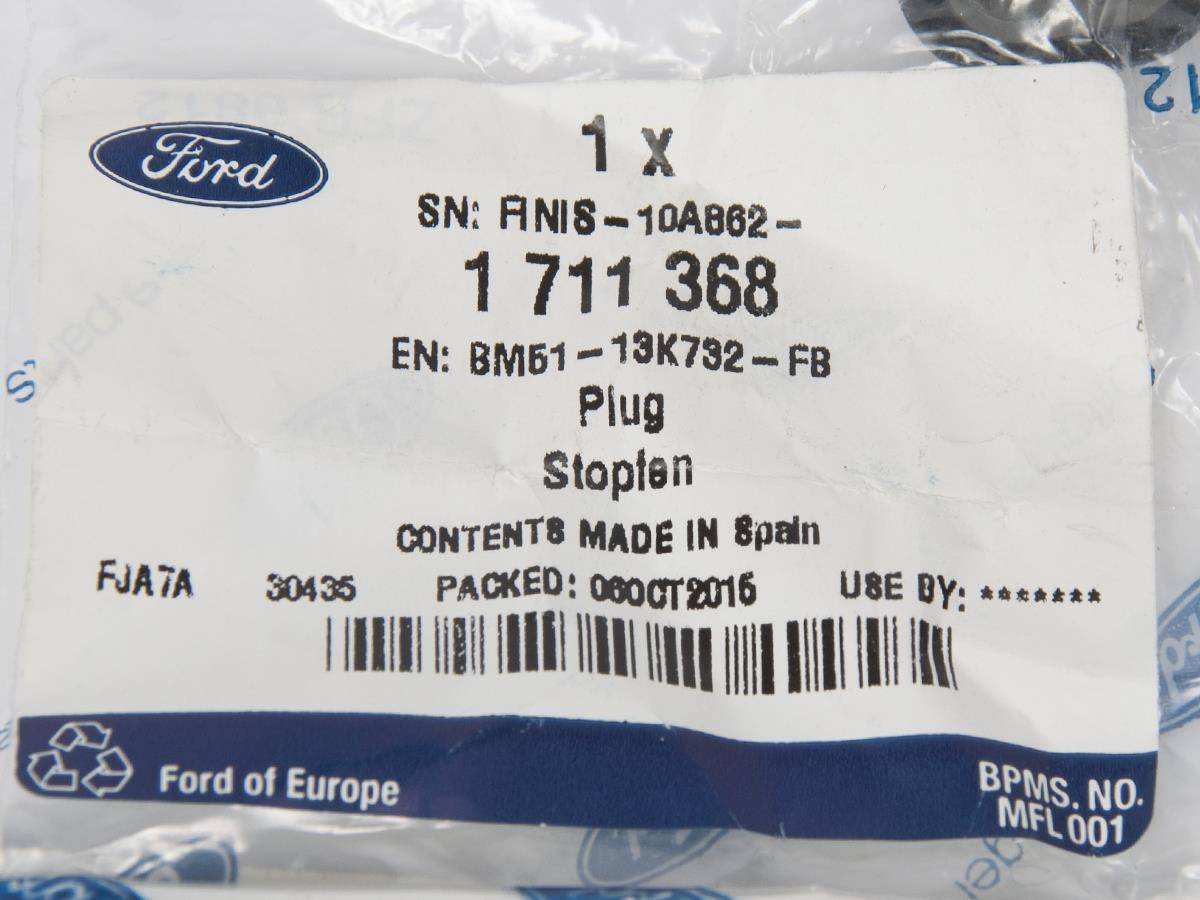 Ford
1 x
SN: FINIS-10A862-
1 711 368
EN: BM51-13K732-FB
Plug
Stopfen
CONTENTS MADE IN Spain
FJA7A 30435 PACKED: 06OCT2015 USE BY: *******
Ford of Europe
BPMS. NO.
MFL 001